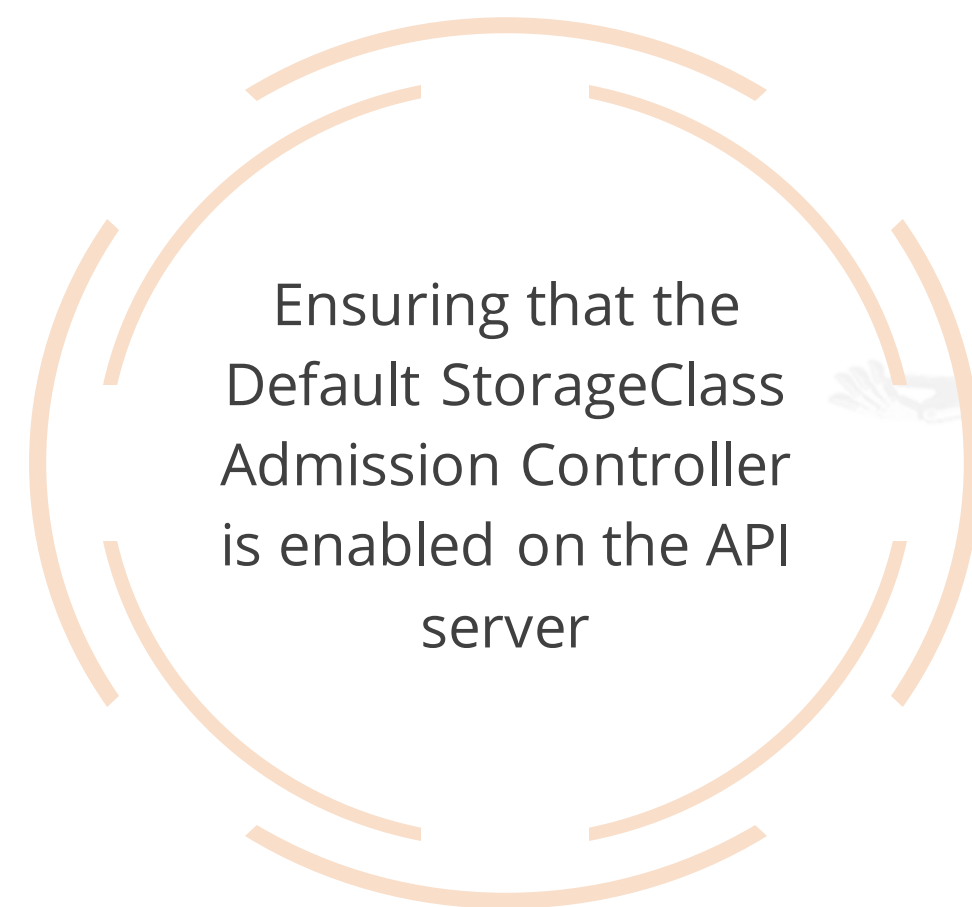 Ensuring that the
Default StorageClass
Admission Controller
is enabled on the API
server